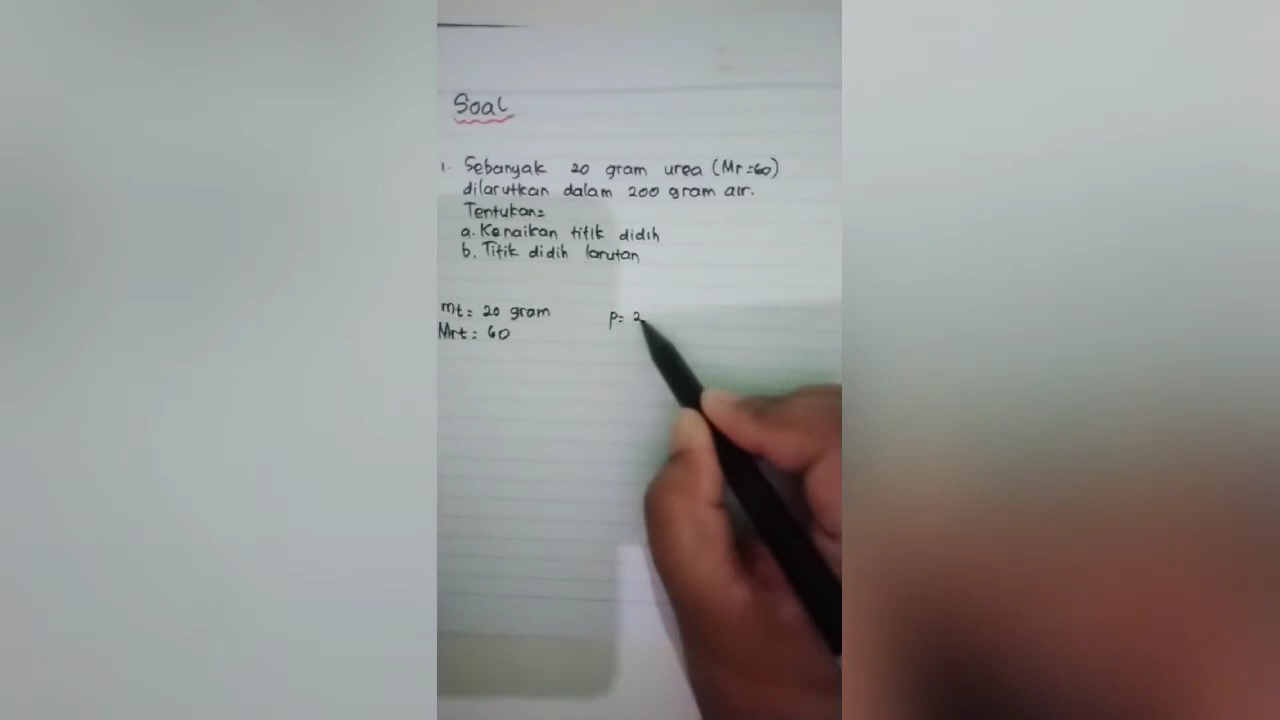 Soal
1. Sebanyak 20 gram urea (Mr=60)
dilarutkan dalam 200 gram air.
Tentukan=
a. Kenaikan titik didih
b. Titik didih larutan
mt= 20 gram
Mrt= 60
P= 2